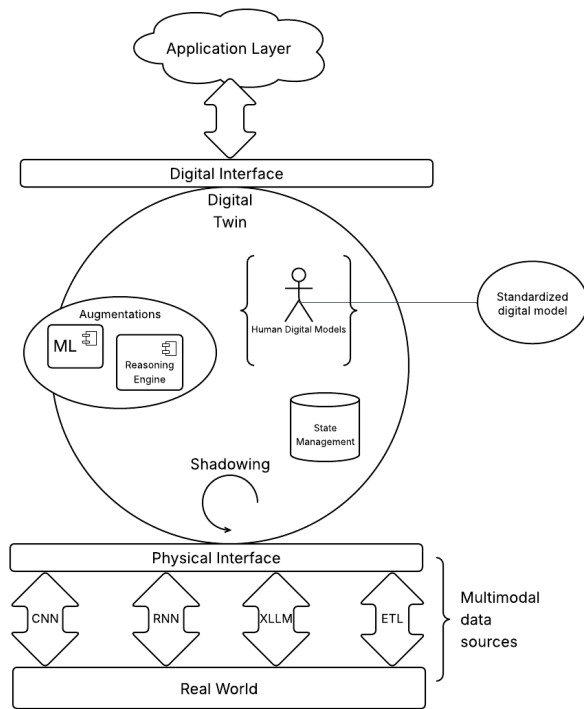 Application Layer
Digital Interface
Digital
Twin
Augmentations
ML
Reasoning
Engine
Human Digital Models
Standardized
digital model
State
Management
Shadowing
Physical Interface
CNN
RNN
XLLM
ETL
Multimodal
data
sources
Real World